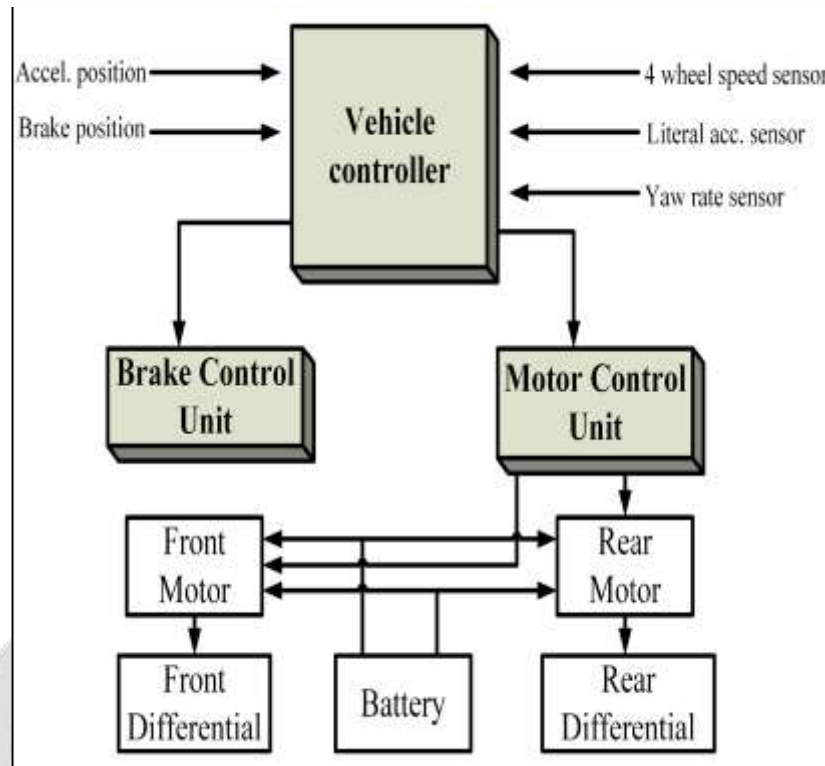 Accel. position
Brake position
Vehicle
controller
4 wheel speed sensor
Literal acc. sensor
Yaw rate sensor
Brake Control
Unit
Motor Control
Unit
Front
Motor
Rear
Motor
Front
Differential
Battery
Rear
Differential